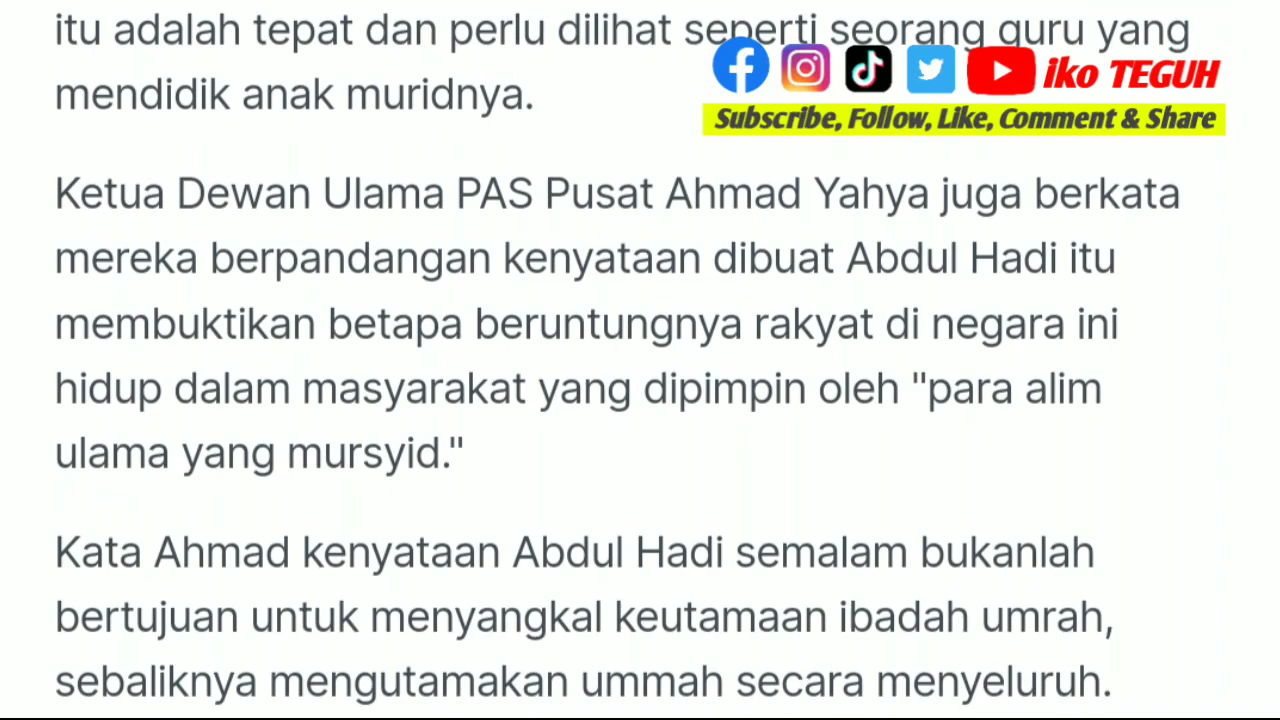 itu adalah tepat dan perlu dilihat seperti seorang guru yang
mendidik anak muridnya.
iko TEGUH
Subscribe, Follow, Like, Comment & Share
Ketua Dewan Ulama PAS Pusat Ahmad Yahya juga berkata
mereka berpandangan kenyataan dibuat Abdul Hadi itu
membuktikan betapa beruntungnya rakyat di negara ini
hidup dalam masyarakat yang dipimpin oleh "para alim
ulama yang mursyid."
Kata Ahmad kenyataan Abdul Hadi semalam bukanlah
bertujuan untuk menyangkal keutamaan ibadah umrah,
sebaliknya mengutamakan ummah secara menyeluruh.